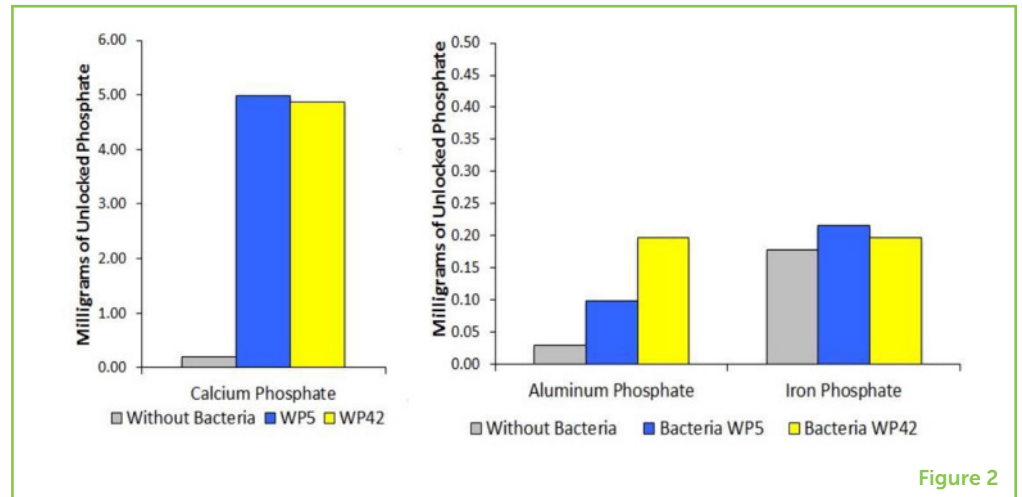 Milligrams of Unlocked Phosphate
6.00
5.00
4.00
3.00
2.00
1.00
0.00
Calcium Phosphate
Without Bacteria WP5 WP42
Milligrams of Unlocked Phosphate
0.50
0.45
0.40
0.35
0.30
0.25
0.20
0.15
0.10
0.05
0.00
Aluminum Phosphate Iron Phosphate
Without Bacteria Bacteria WP5 Bacteria WP42
Figure 2